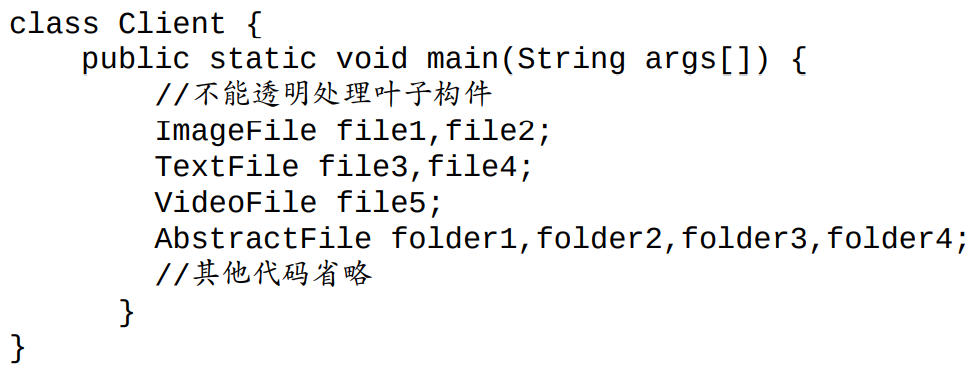 class Client {
    public static void main(String args[]) {
        //不能透明处理叶子构件
        ImageFile file1,file2;
        TextFile file3,file4;
        VideoFile file5;
        AbstractFile folder1,folder2,folder3,folder4;
        //其他代码省略
      }
}